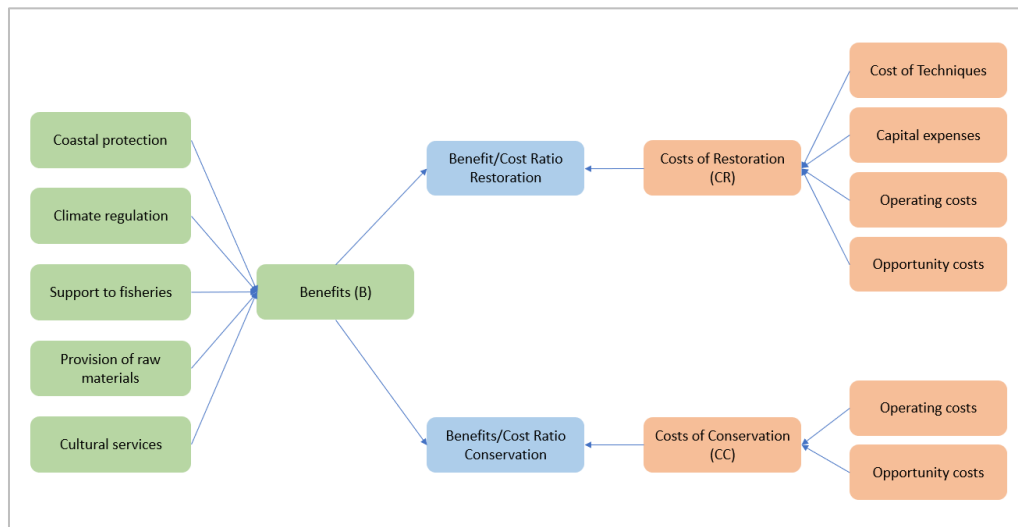 Coastal protection
Climate regulation
Support to fisheries
Provision of raw
materials
Cultural services
Benefits (B)
Benefit/Cost Ratio
Restoration
Benefits/Cost Ratio
Conservation
Costs of Restoration
(CR)
Costs of Conservation
(CC)
Cost of Techniques
Capital expenses
Operating costs
Opportunity costs
Operating costs
Opportunity costs